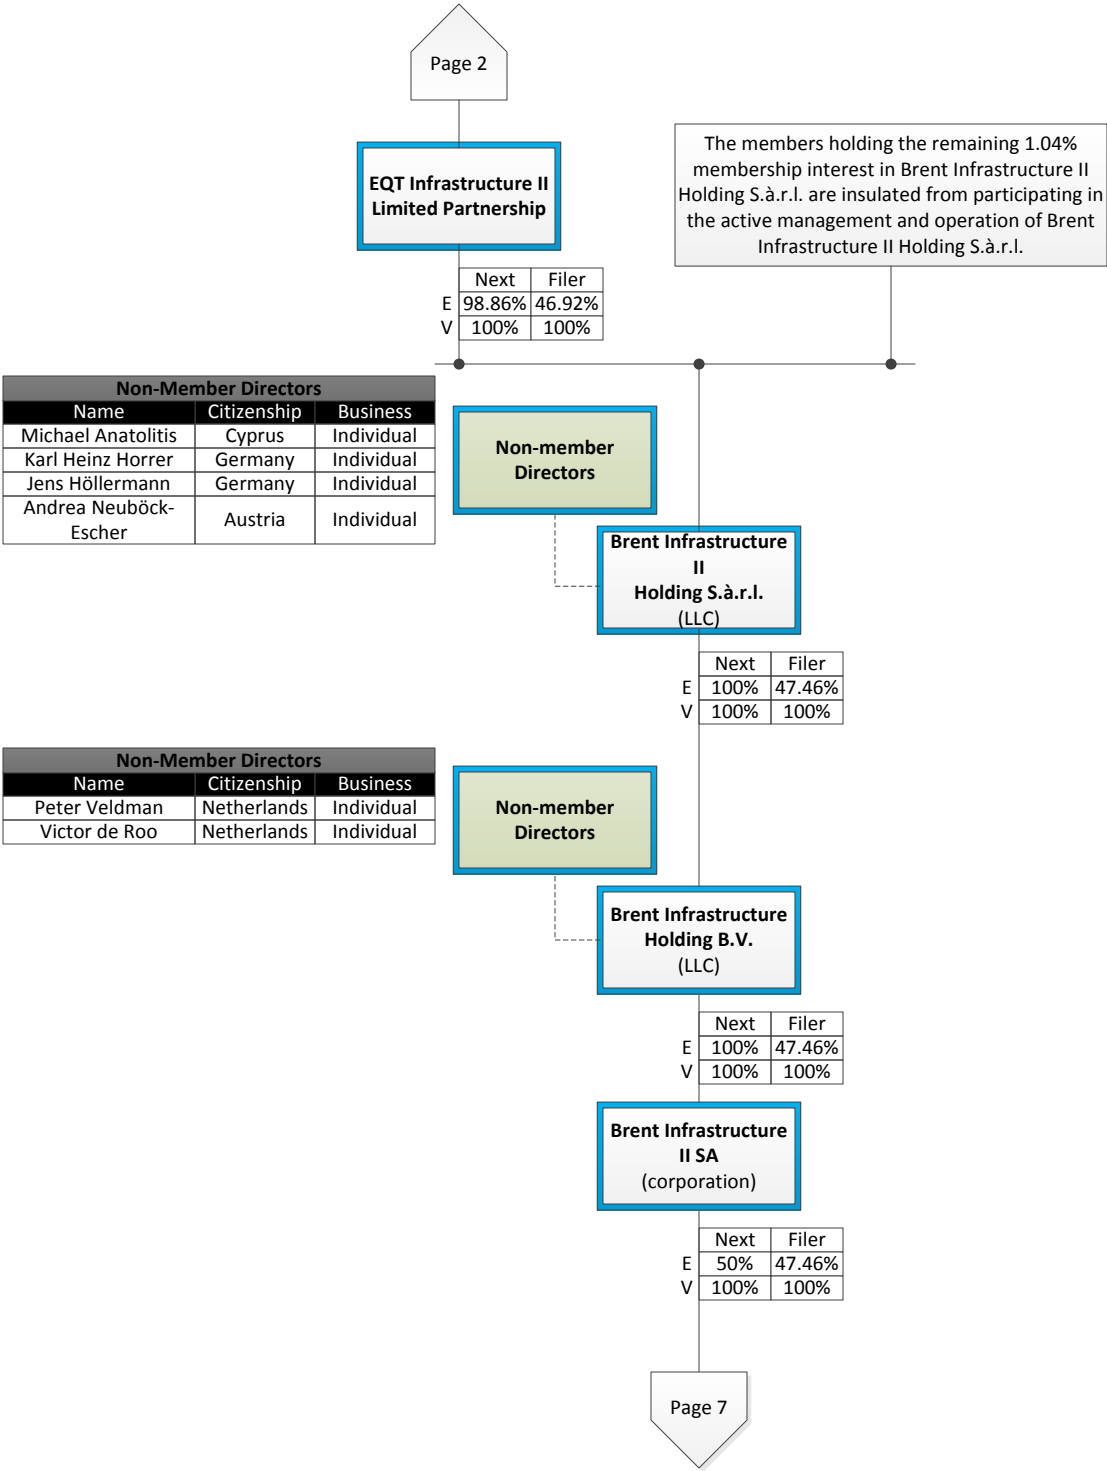 Page 2
EQT Infrastructure II
Limited Partnership
The members holding the remaining 1.04%
membership interest in Brent Infrastructure II
Holding S.à.r.l. are insulated from participating in
the active management and operation of Brent
Infrastructure II Holding S.à.r.l.
Next Filer
E 98.86% 46.92%
V 100% 100%
Non-Member Directors
Name Citizenship Business
Michael Anatolitis Cyprus Individual
Karl Heinz Horrer Germany Individual
Jens Höllermann Germany Individual
Andrea Neuböck-
Escher Austria Individual
Non-member
Directors
Brent Infrastructure
II
Holding S.à.r.l.
(LLC)
Next Filer
E 100% 47.46%
V 100% 100%
Non-Member Directors
Name Citizenship Business
Peter Veldman Netherlands Individual
Victor de Roo Netherlands Individual
Non-member
Directors
Brent Infrastructure
Holding B.V.
(LLC)
Next Filer
E 100% 47.46%
V 100% 100%
Brent Infrastructure
II SA
(corporation)
Next Filer
E 50% 47.46%
V 100% 100%
Page 7